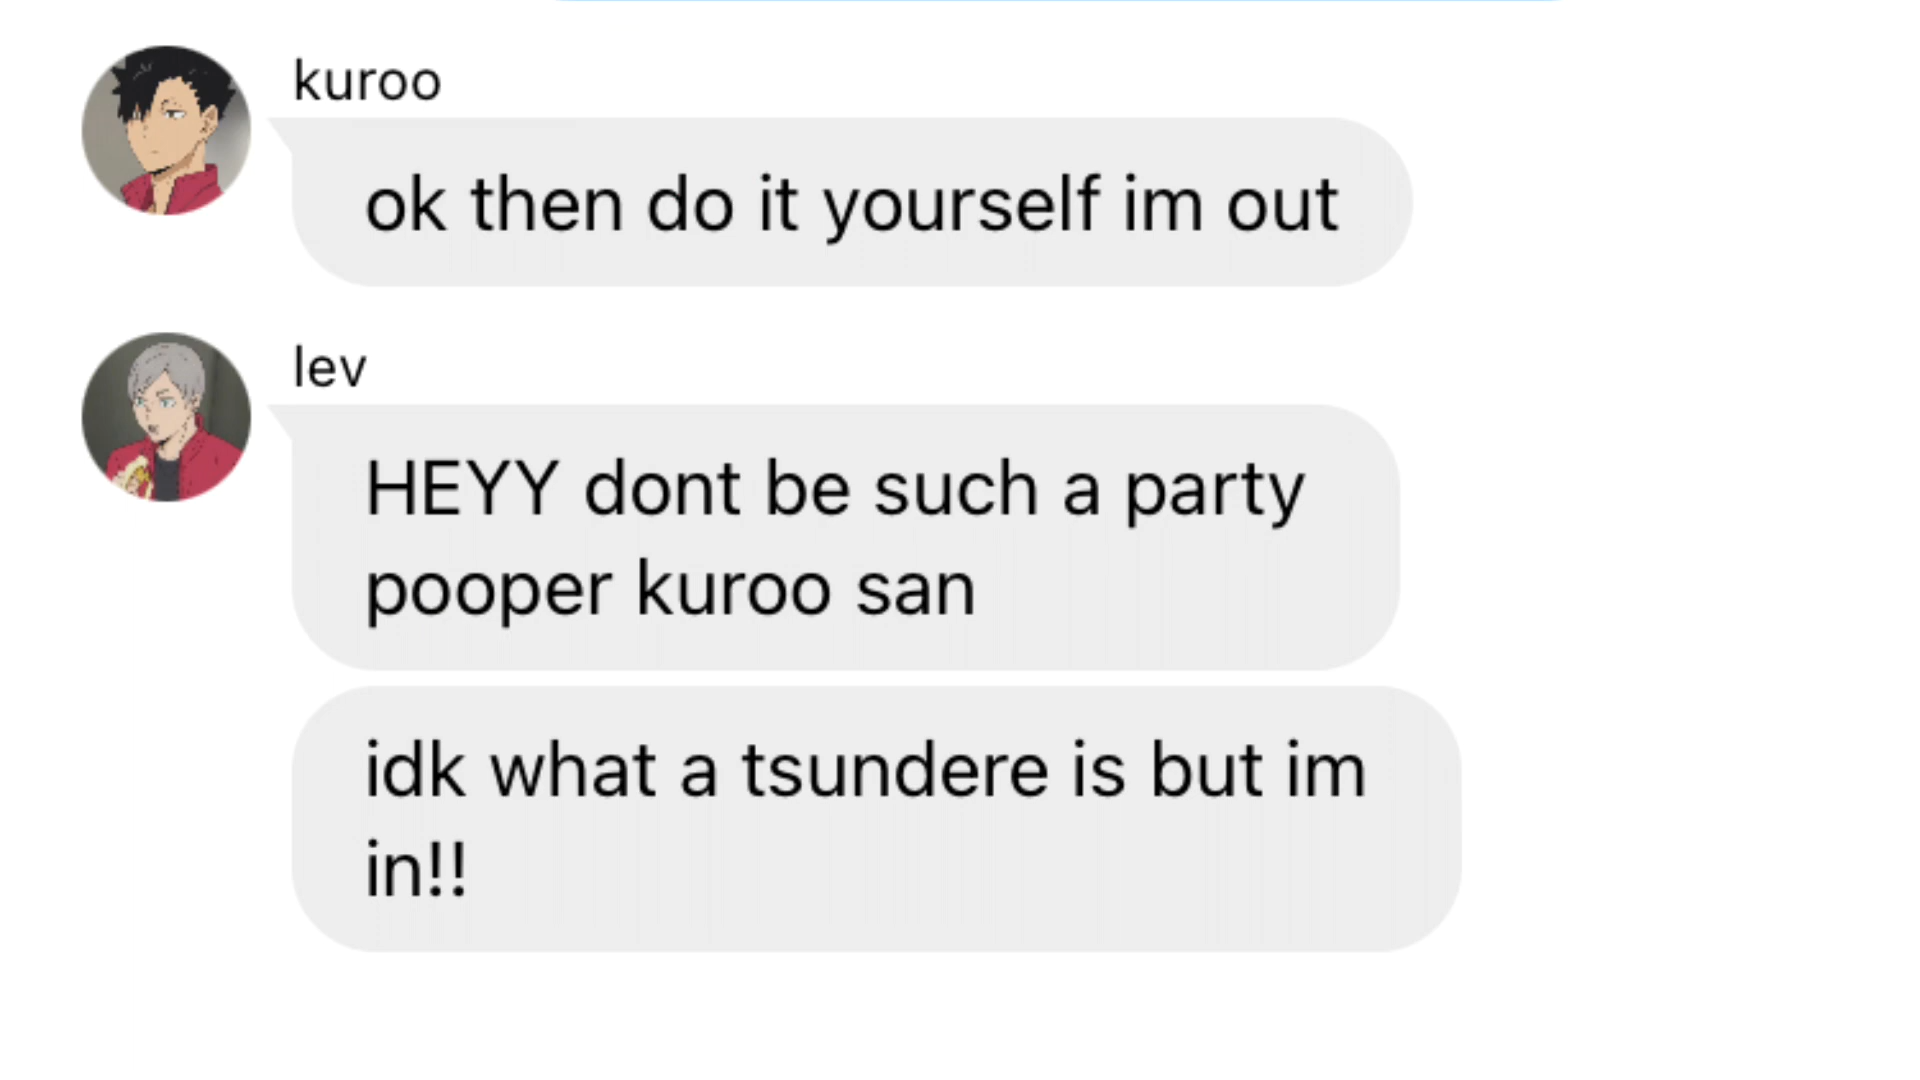 kuroo
ok then do it yourself im out
lev
HEYY dont be such a party
pooper kuroo san
idk what a tsundere is but im
in!!